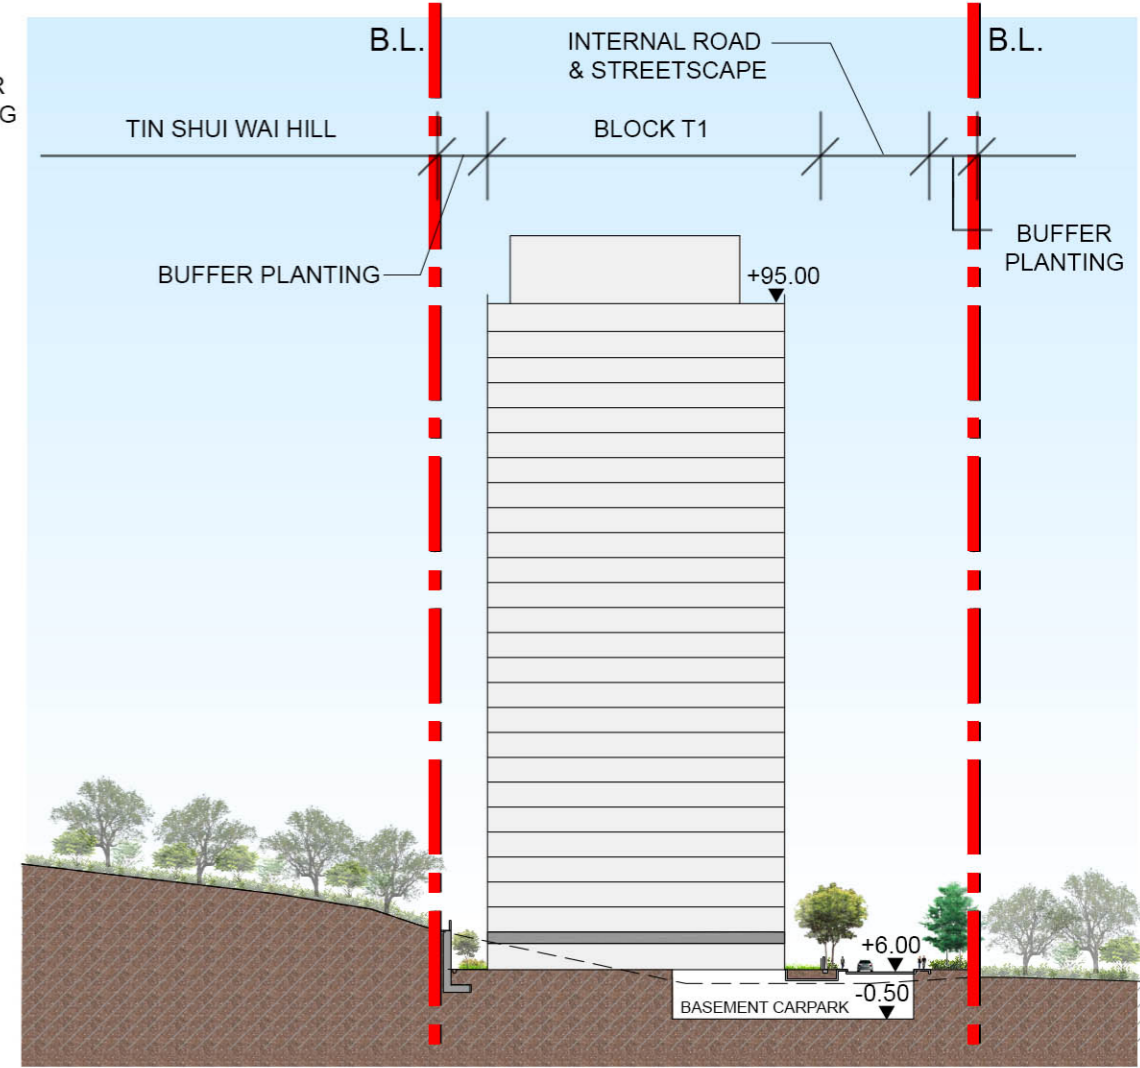 B.L.
INTERNAL ROAD
& STREETSCAPE
B.L.
TIN SHUI WAI HILL
BLOCK T1
BUFFER PLANTING
BUFFER
PLANTING
+95.00
+6.00
-0.50
BASEMENT CARPARK